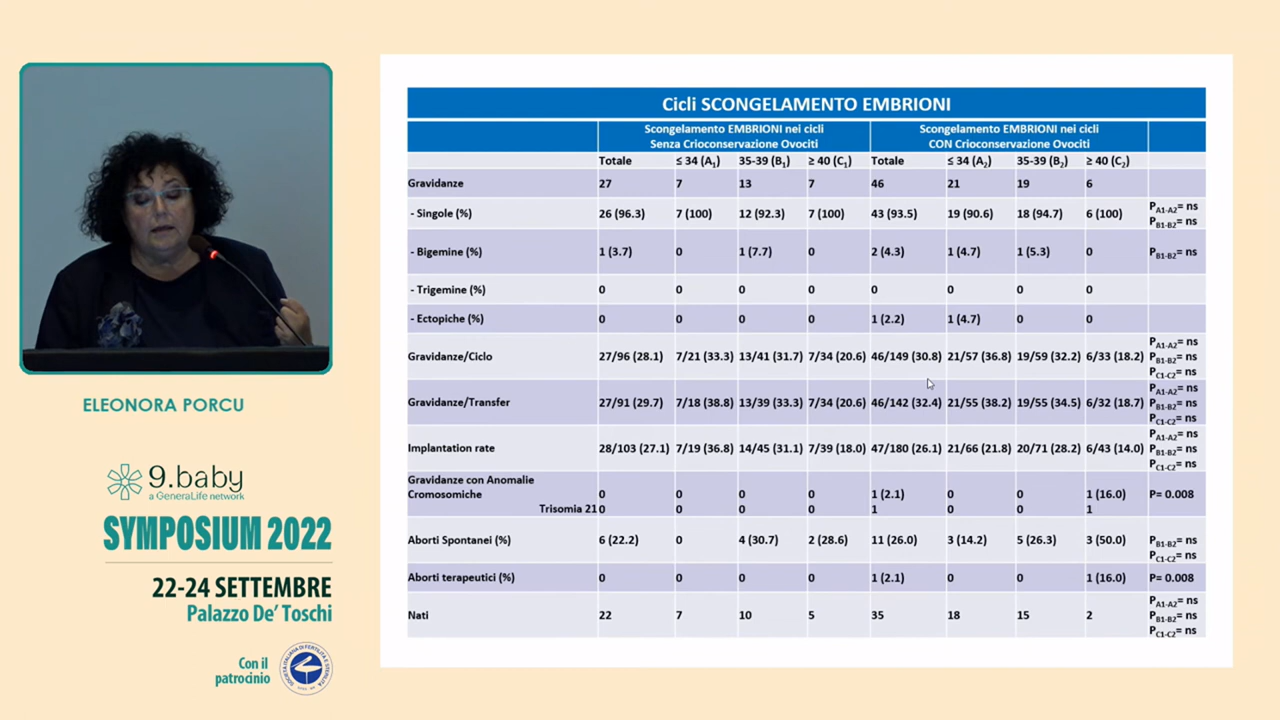 ELEONORA PORCU
9.baby
a GeneraLife network
SYMPOSIUM 2022
22-24 SETTEMBRE
Palazzo De' Toschi
Con il
patrocinio
Cicli SCONGELAMENTO EMBRIONI
Scongelamento EMBRIONI nei cicli Senza Crioconservazione Ovociti
Scongelamento EMBRIONI nei cicli CON Crioconservazione Ovociti
Totale ≤ 34 (A1) 35-39 (B1) ≥ 40 (C1) Totale ≤ 34 (A2) 35-39 (B2) ≥ 40 (C2)
Gravidanze 27 7 13 7 46 21 19 6
- Singole (%) 26 (96.3) 7 (100) 12 (92.3) 7 (100) 43 (93.5) 19 (90.6) 18 (94.7) 6 (100) PA1-A2= ns PB1-B2= ns
- Bigemine (%) 1 (3.7) 0 1 (7.7) 0 2 (4.3) 1 (4.7) 1 (5.3) 0 PB1-B2= ns
- Trigemine (%) 0 0 0 0 0 0 0 0
- Ectopiche (%) 0 0 0 0 1 (2.2) 1 (4.7) 0 0
Gravidanze/Ciclo 27/96 (28.1) 7/21 (33.3) 13/41 (31.7) 7/34 (20.6) 46/149 (30.8) 21/57 (36.8) 19/59 (32.2) 6/33 (18.2) PA1-A2= ns PB1-B2= ns PC1-C2= ns
Gravidanze/Transfer 27/91 (29.7) 7/18 (38.8) 13/39 (33.3) 7/34 (20.6) 46/142 (32.4) 21/55 (38.2) 19/55 (34.5) 6/32 (18.7) PA1-A2= ns PB1-B2= ns PC1-C2= ns
Implantation rate 28/103 (27.1) 7/19 (36.8) 14/45 (31.1) 7/39 (18.0) 47/180 (26.1) 21/66 (21.8) 20/71 (28.2) 6/43 (14.0) PA1-A2= ns PB1-B2= ns PC1-C2= ns
Gravidanze con Anomalie
Cromosomiche 0 0 0 0 1 (2.1) 0 0 1 (16.0) P= 0.008
Trisomia 21 0 0 0 0 1 0 0 1
Aborti Spontanei (%) 6 (22.2) 0 4 (30.7) 2 (28.6) 11 (26.0) 3 (14.2) 5 (26.3) 3 (50.0) PB1-B2= ns PC1-C2= ns
Aborti terapeutici (%) 0 0 0 0 1 (2.1) 0 0 1 (16.0) P= 0.008
Nati 22 7 10 5 35 18 15 2 PA1-A2= ns PB1-B2= ns PC1-C2= ns